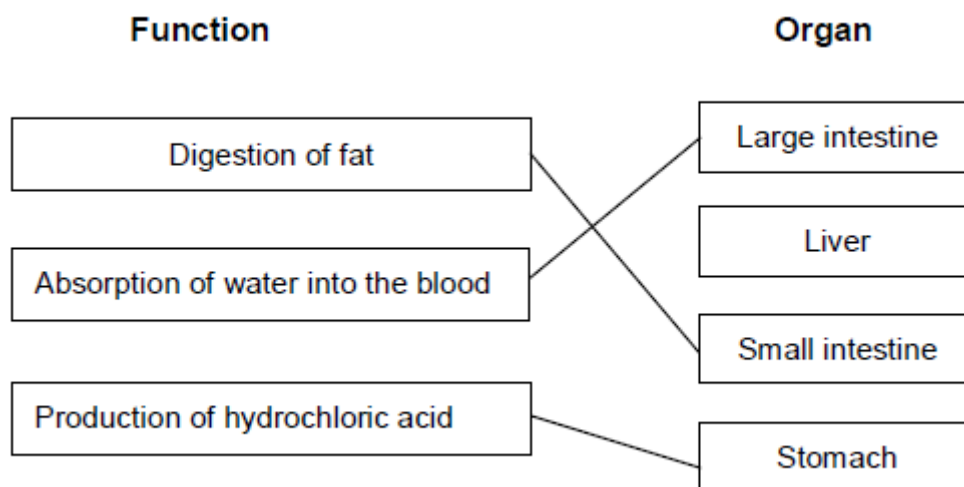 Function
Organ
Digestion of fat
Large intestine
Absorption of water into the blood
Liver
Production of hydrochloric acid
Small intestine
Stomach